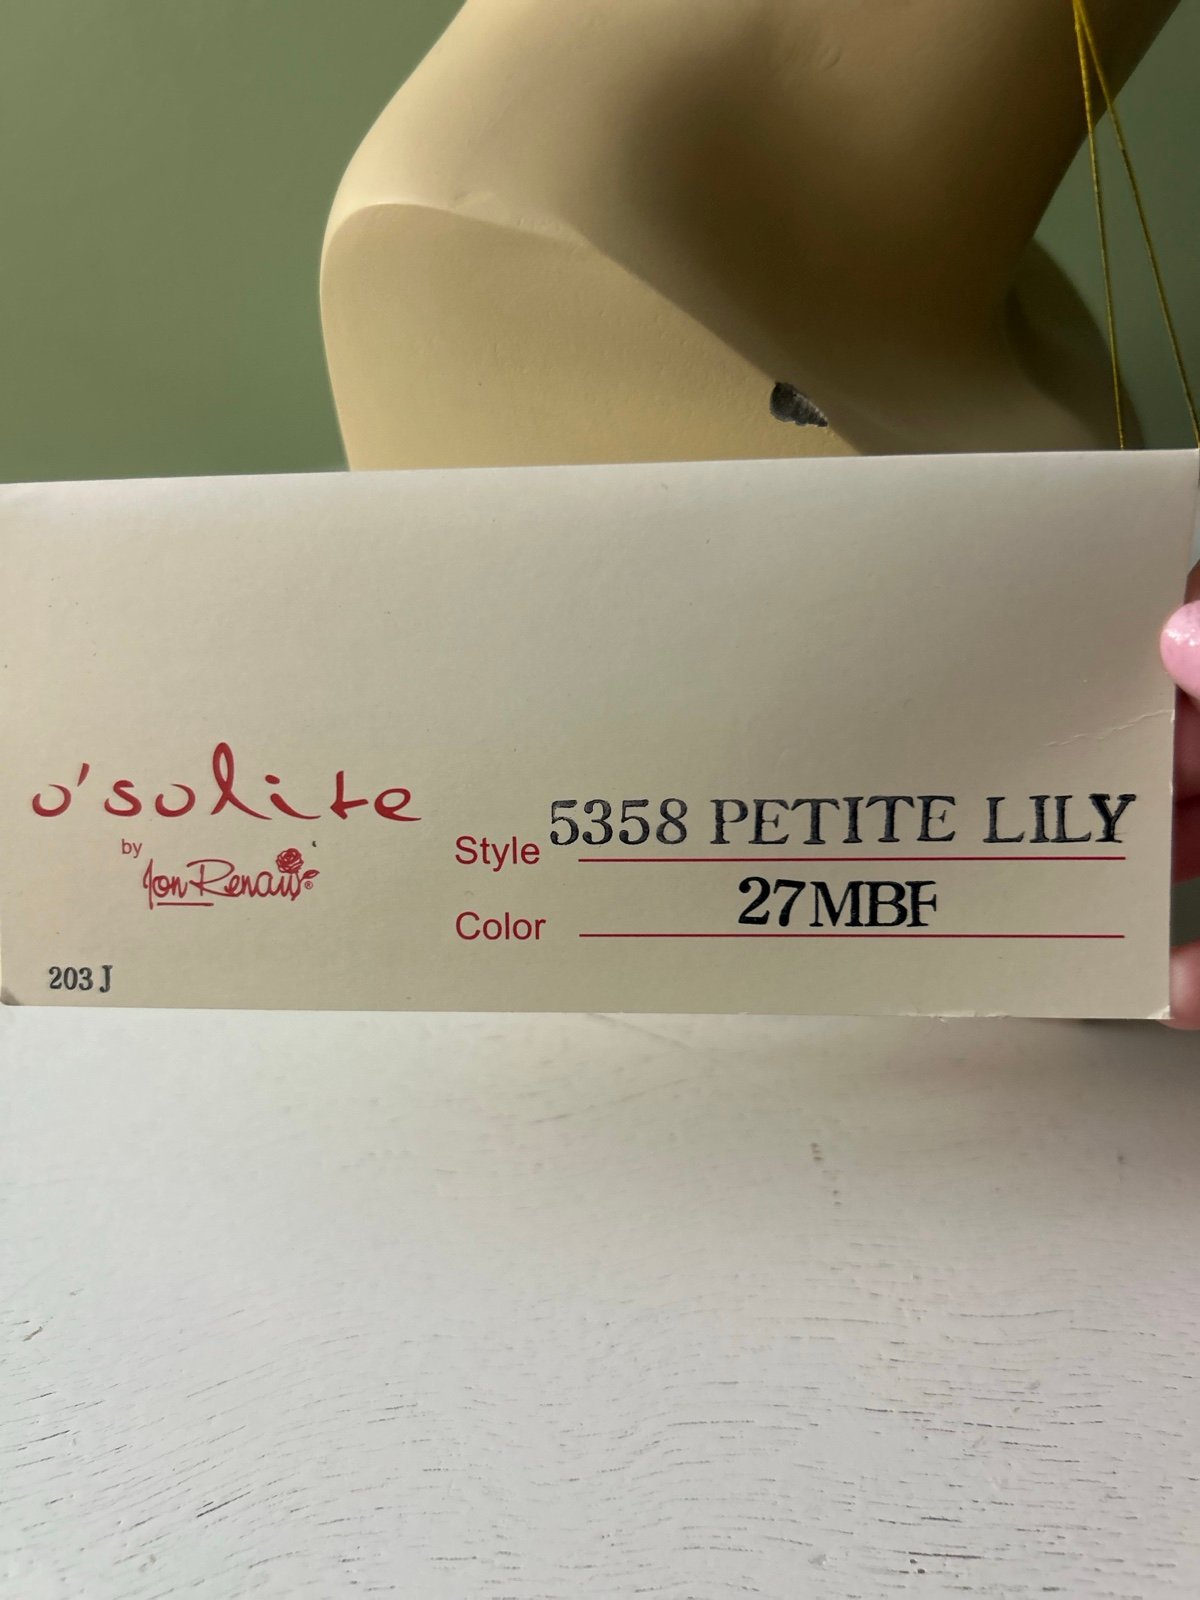 o'solite
by
Jon Renau®
Style 5358 PETITE LILY
Color 27MBF
203 J